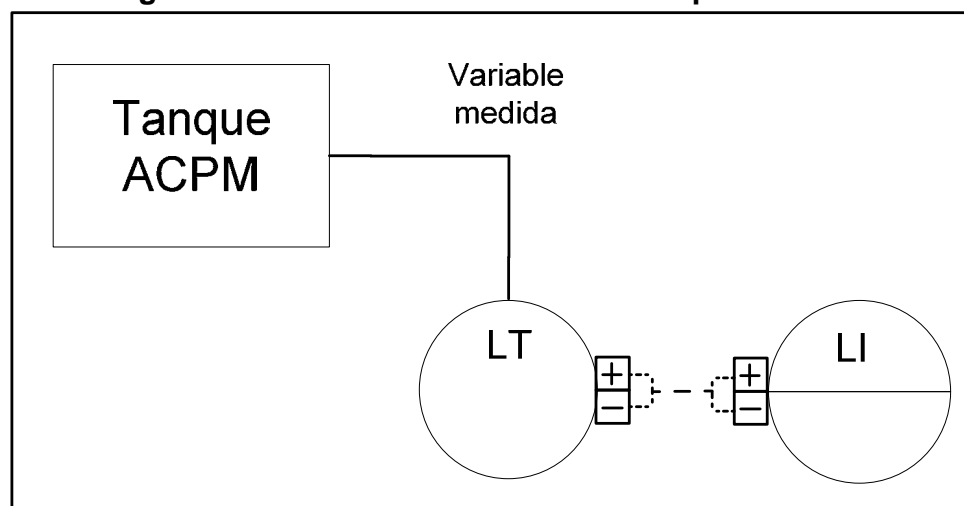 Tanque
ACPM
Variable
medida
LT
LI
+
−
+
−